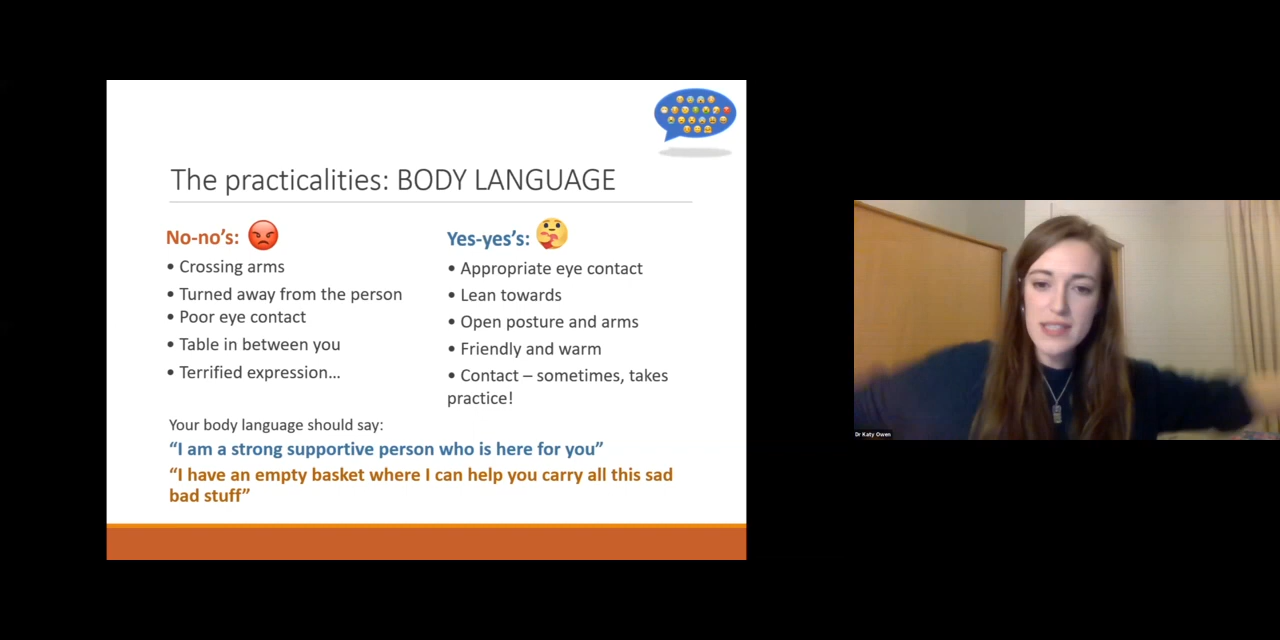 The practicalities: BODY LANGUAGE
No-no’s:
• Crossing arms
• Turned away from the person
• Poor eye contact
• Table in between you
• Terrified expression…
Yes-yes’s:
• Appropriate eye contact
• Lean towards
• Open posture and arms
• Friendly and warm
• Contact – sometimes, takes
practice!
Your body language should say:
“I am a strong supportive person who is here for you”
“I have an empty basket where I can help you carry all this sad
bad stuff”
Dr Katy Owen